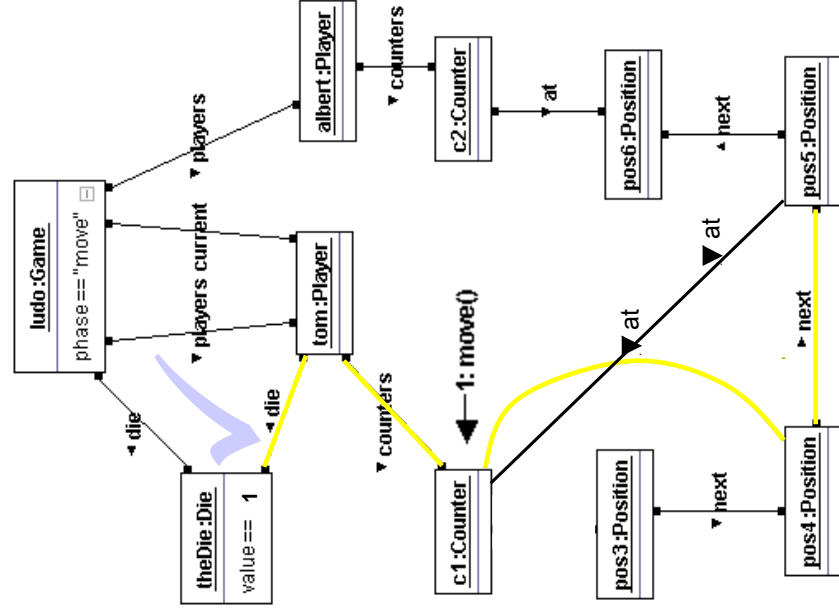 ludo:Game
phase=="move"
players
albert:Player
counters
c2:Counter
at
pos6:Position
next
pos5:Position
players
current
tom:Player
die
die
theDie:Die
value== 1
counters
1: move()
c1:Counter
at
at
next
pos3:Position
next
pos4:Position